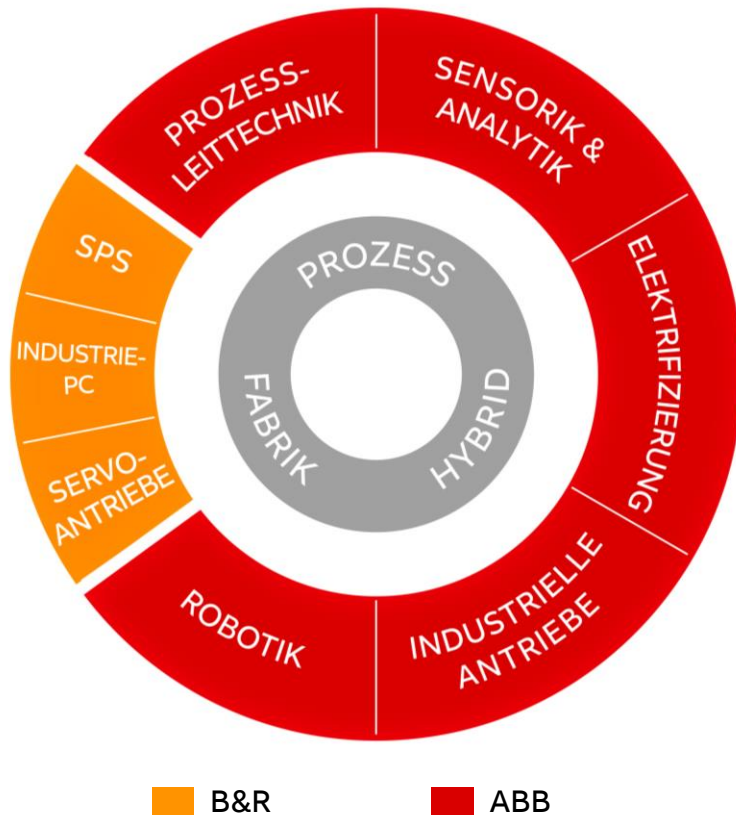 PROZESS-
LEITTECHNIK
SENSORIK &
ANALYTIK
ELEKTRIFIZIERUNG
INDUSTRIELLE
ANTRIEBE
ROBOTIK
SERVO-
ANTRIEBE
INDUSTRIE-
PC
SPS
PROZESS
HYBRID
FABRIK
B&R
ABB